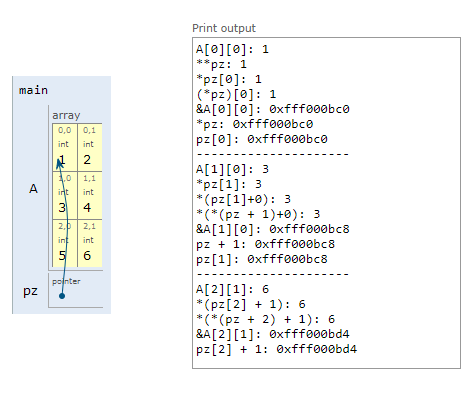 Print output
main
array
0,0 0,1
int int
1 2
A
1,0 1,1
int int
3 4
2,0 2,1
int int
5 6
pz
pointer
A[0][0]: 1
**pz: 1
*pz[0]: 1
(*pz)[0]: 1
&A[0][0]: 0xfff000bc0
*pz: 0xfff000bc0
pz[0]: 0xfff000bc0
---------------------
A[1][0]: 3
*pz[1]: 3
*(pz[1]+0): 3
*(*(pz + 1)+0): 3
&A[1][0]: 0xfff000bc8
pz + 1: 0xfff000bc8
pz[1]: 0xfff000bc8
---------------------
A[2][1]: 6
*(pz[2] + 1): 6
*(*(pz + 2) + 1): 6
&A[2][1]: 0xfff000bd4
pz[2] + 1: 0xfff000bd4